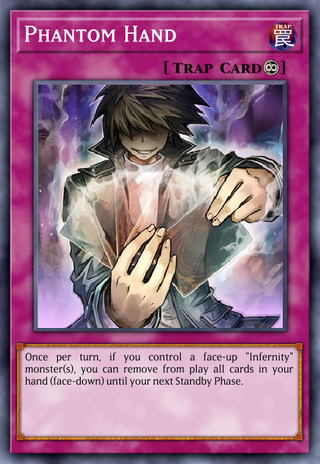 Phantom Hand
TRAP
罠
[Trap Card]
Once per turn, if you control a face-up "Infernity"
monster(s), you can remove from play all cards in your
hand (face-down) until your next Standby Phase.